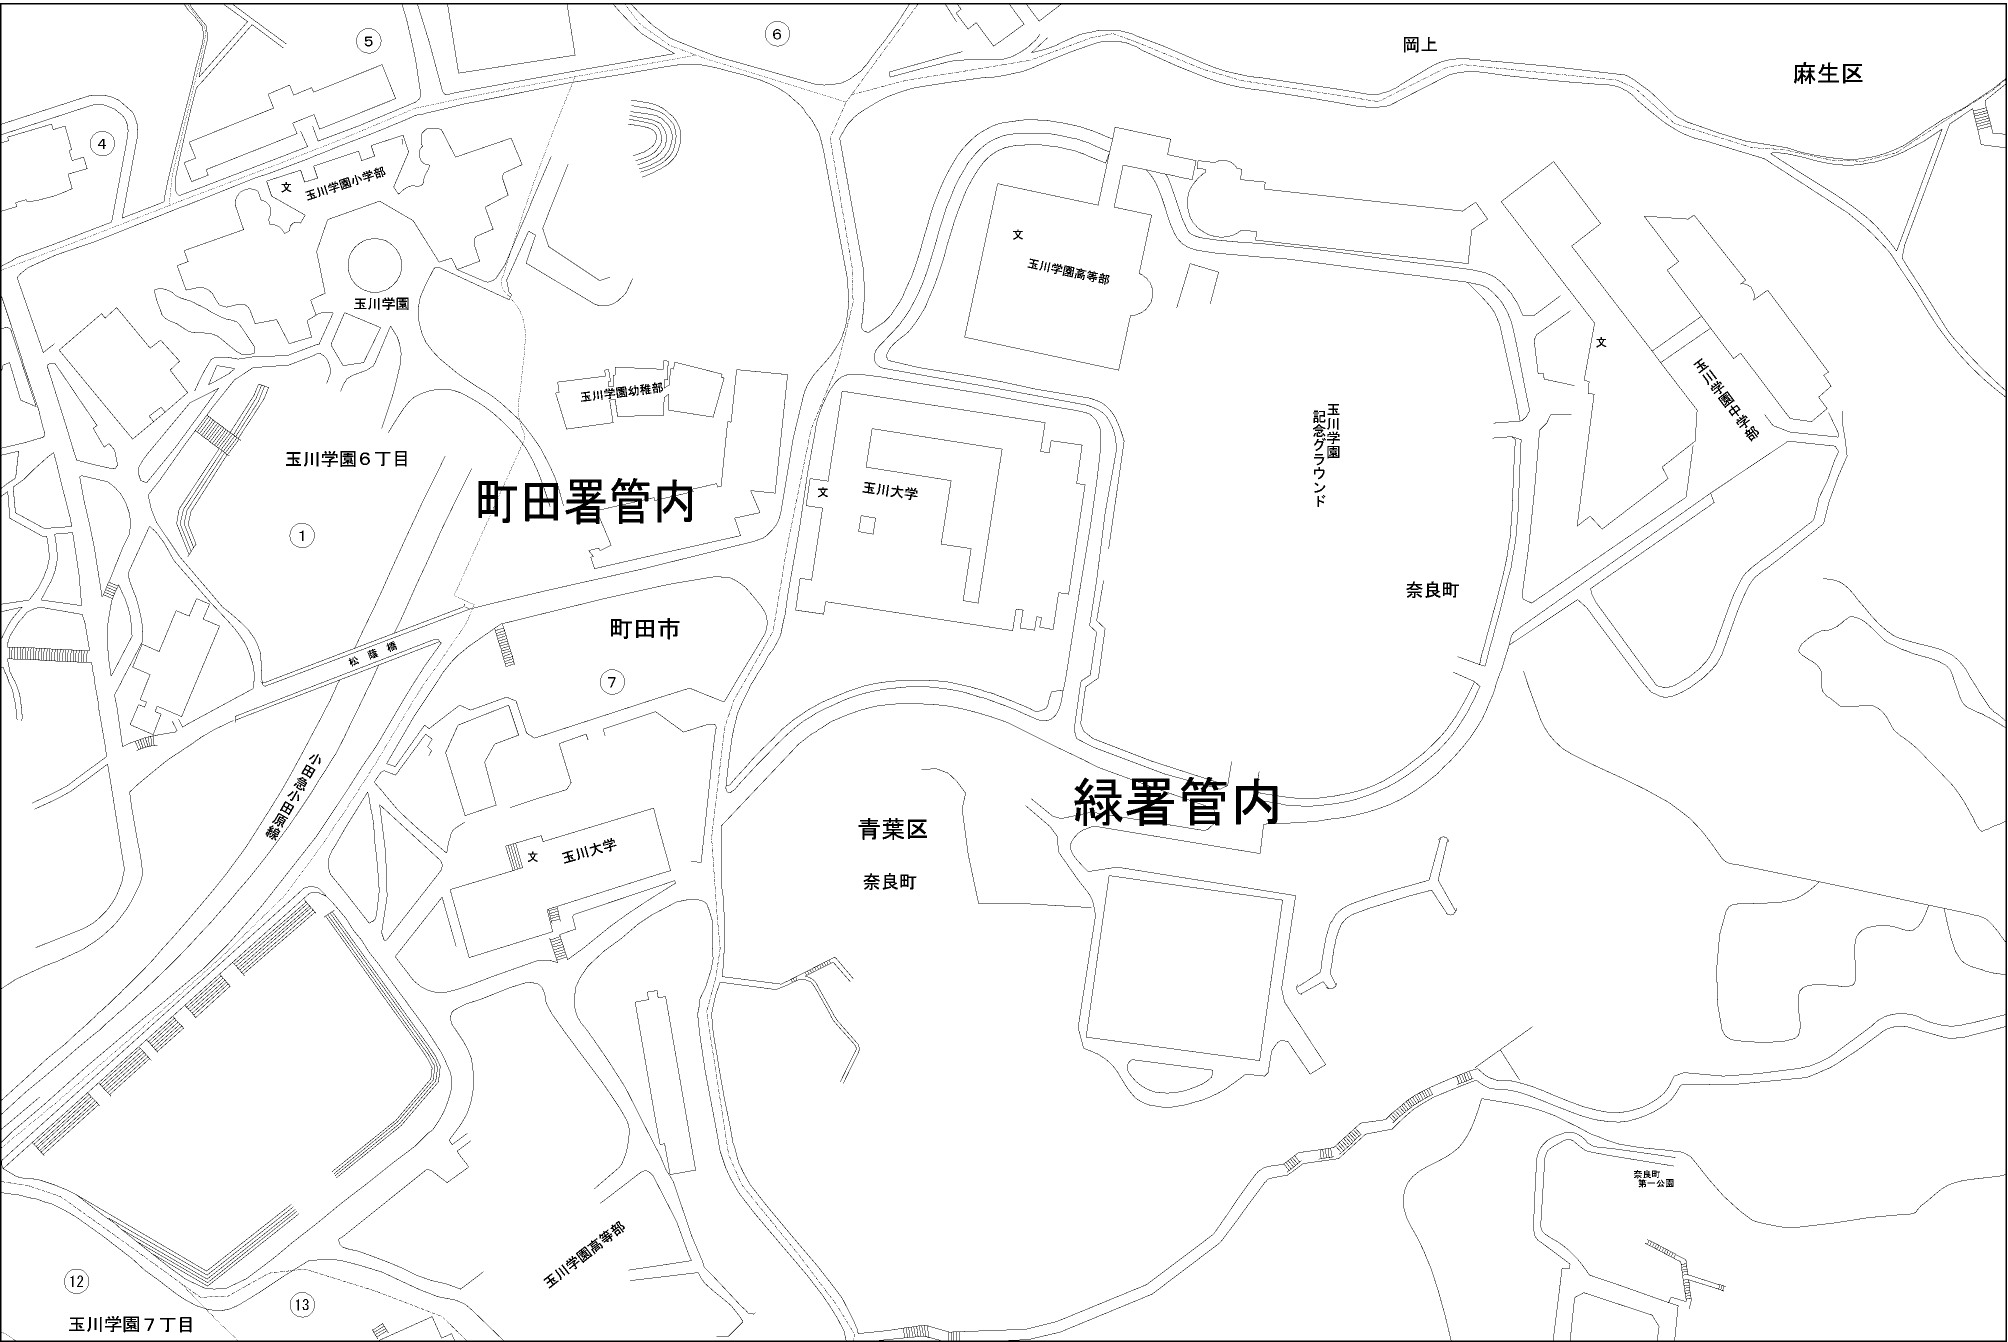 ⑤
⑥
岡上
麻生区
④
文
玉川学園小学部
文
玉川学園高等部
玉川学園
文
玉川学園中学部
玉川学園幼稚部
玉川学園
記念グラウンド
玉川学園６丁目
町田署管内
文
玉川大学
①
奈良町
町田市
松蔭橋
⑦
小田急小田原線
緑署管内
青葉区
文
玉川大学
奈良町
奈良町
第一公園
玉川学園高等部
⑫
⑬
玉川学園７丁目